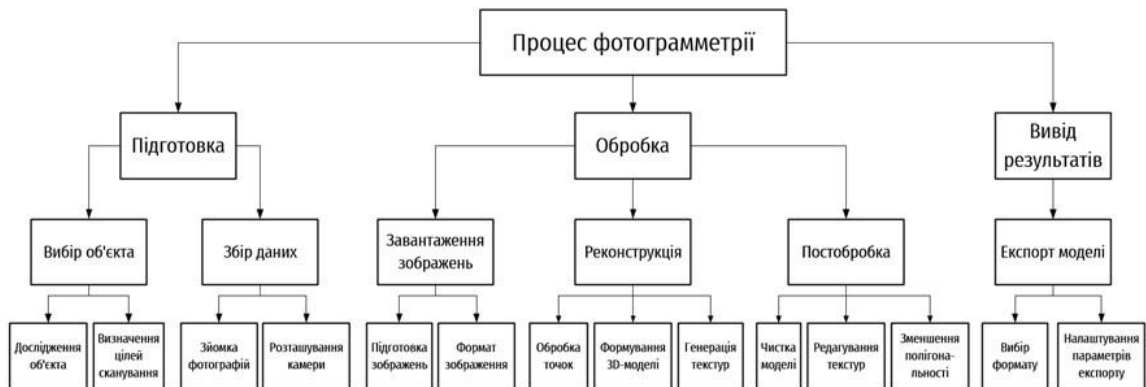 Процес фотограмметрії
Підготовка
Обробка
Вивід
результатів
Вибір об'єкта
Збір даних
Завантаження
зображень
Реконструкція
Постобробка
Експорт моделі
Дослідження
об'єкта
Визначення
цілей
сканування
Зйомка
фотографій
Розташування
камери
Підготовка
зображень
Формат
зображення
Обробка
точок
Формування
3D-моделі
Генерація
текстур
Чистка
моделі
Редагування
текстур
Зменшення
полігона-
льності
Вибір
формату
Налаштування
параметрів
експорту